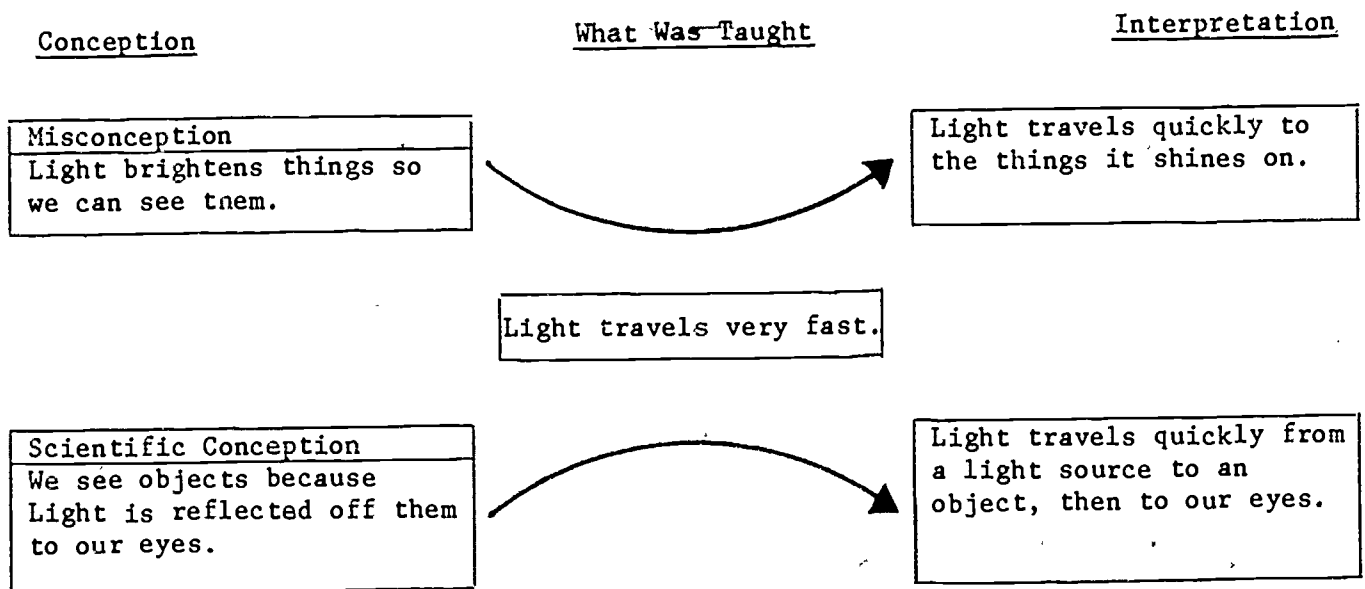 Conception
What Was Taught
Interpretation
Misconception
Light brightens things so
we can see tnem.
Light travels quickly to
the things it shines on.
Light travels very fast.
Scientific Conception
We see objects because
Light is reflected off them
to our eyes.
Light travels quickly from
a light source to an
object, then to our eyes.